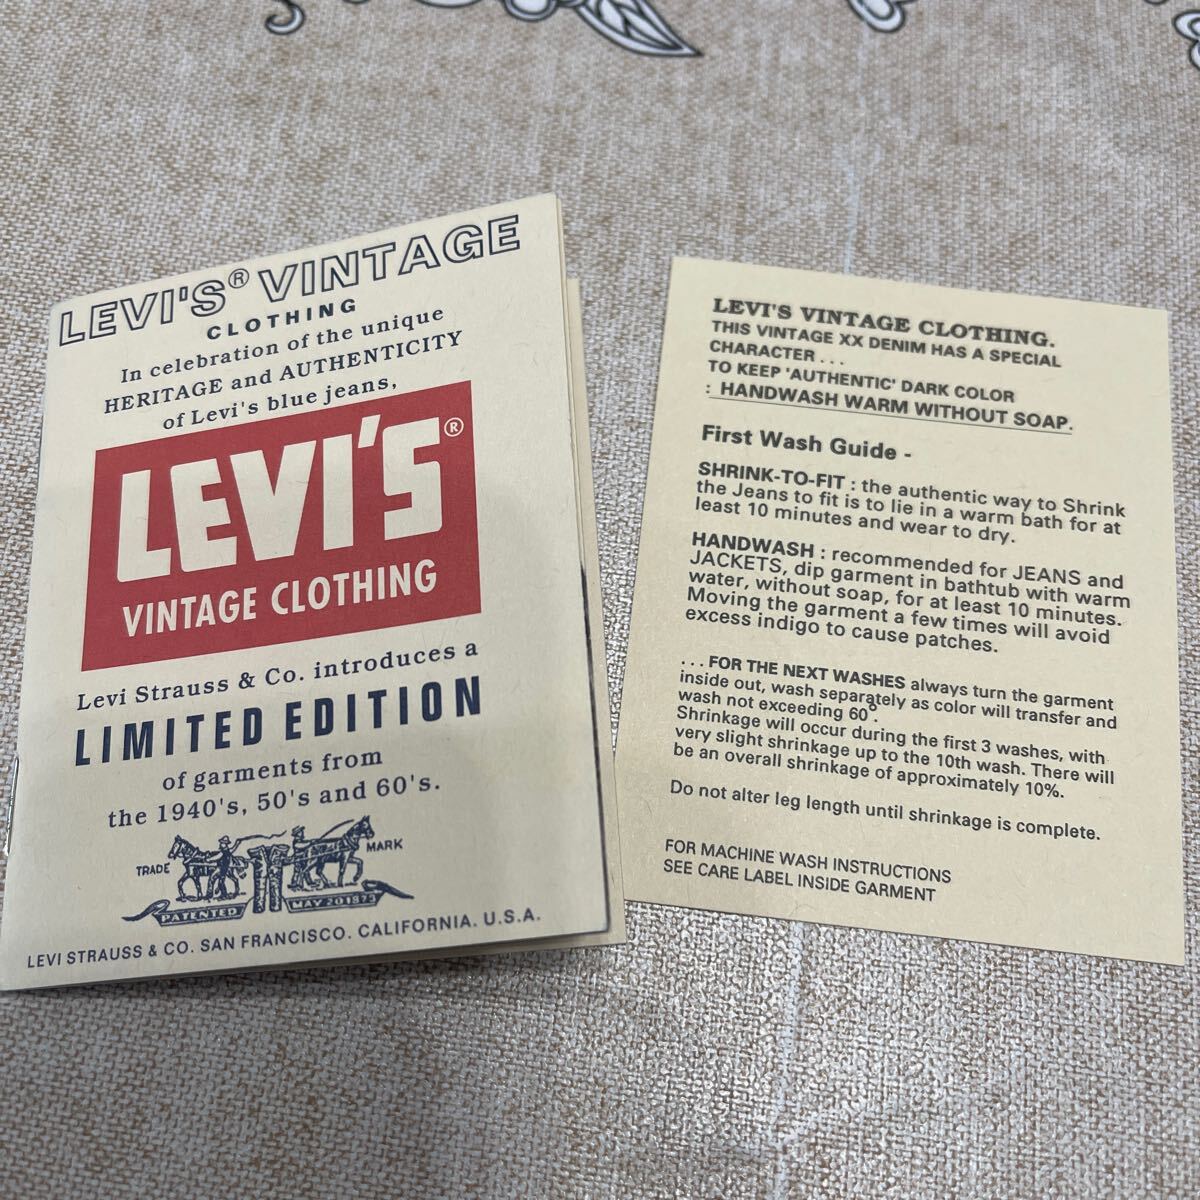 LEVI'S® VINTAGE
CLOTHING
In celebration of the unique
HERITAGE and AUTHENTICITY
of Levi's blue jeans,
LEVI'S®
VINTAGE CLOTHING
Levi Strauss & Co. introduces a
LIMITED EDITION
of garments from
the 1940's, 50's and 60's.
TRADE MARK
PATENTED MAY 20 1873
LEVI STRAUSS & CO. SAN FRANCISCO. CALIFORNIA. U.S.A.
LEVI'S VINTAGE CLOTHING.
THIS VINTAGE XX DENIM HAS A SPECIAL
CHARACTER . . .
TO KEEP 'AUTHENTIC' DARK COLOR
: HANDWASH WARM WITHOUT SOAP.
First Wash Guide -
SHRINK-TO-FIT : the authentic way to Shrink
the Jeans to fit is to lie in a warm bath for at
least 10 minutes and wear to dry.
HANDWASH : recommended for JEANS and
JACKETS, dip garment in bathtub with warm
water, without soap, for at least 10 minutes.
Moving the garment a few times will avoid
excess indigo to cause patches.
. . . FOR THE NEXT WASHES always turn the garment
inside out, wash separately as color will transfer and
wash not exceeding 60°.
Shrinkage will occur during the first 3 washes, with
very slight shrinkage up to the 10th wash. There will
be an overall shrinkage of approximately 10%.
Do not alter leg length until shrinkage is complete.
FOR MACHINE WASH INSTRUCTIONS
SEE CARE LABEL INSIDE GARMENT